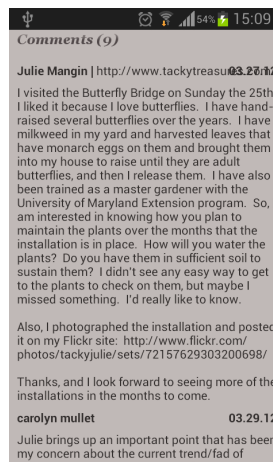 54% 15:09
Comments (9)
Julie Mangin | http://www.tackytreasures.com 03.27.12
I visited the Butterfly Bridge on Sunday the 25th
I liked it because I love butterflies. I have hand-
raised several butterflies over the years. I have
milkweed in my yard and harvested leaves that
have monarch eggs on them and brought them
into my house to raise until they are adult
butterflies, and then I release them. I have also
been trained as a master gardener with the
University of Maryland Extension program. So,
am interested in knowing how you plan to
maintain the plants over the months that the
installation is in place. How will you water the
plants? Do you have them in sufficient soil to
sustain them? I didn't see any easy way to get
to the plants to check on them, but maybe I
missed something. I'd really like to know.
Also, I photographed the installation and posted
it on my Flickr site: http://www.flickr.com/
photos/tackyjulie/sets/72157629303200698/
Thanks, and I look forward to seeing more of the
installations in the months to come.
carolyn mullet 03.29.12
Julie brings up an important point that has been
my concern about the current trend/fad of